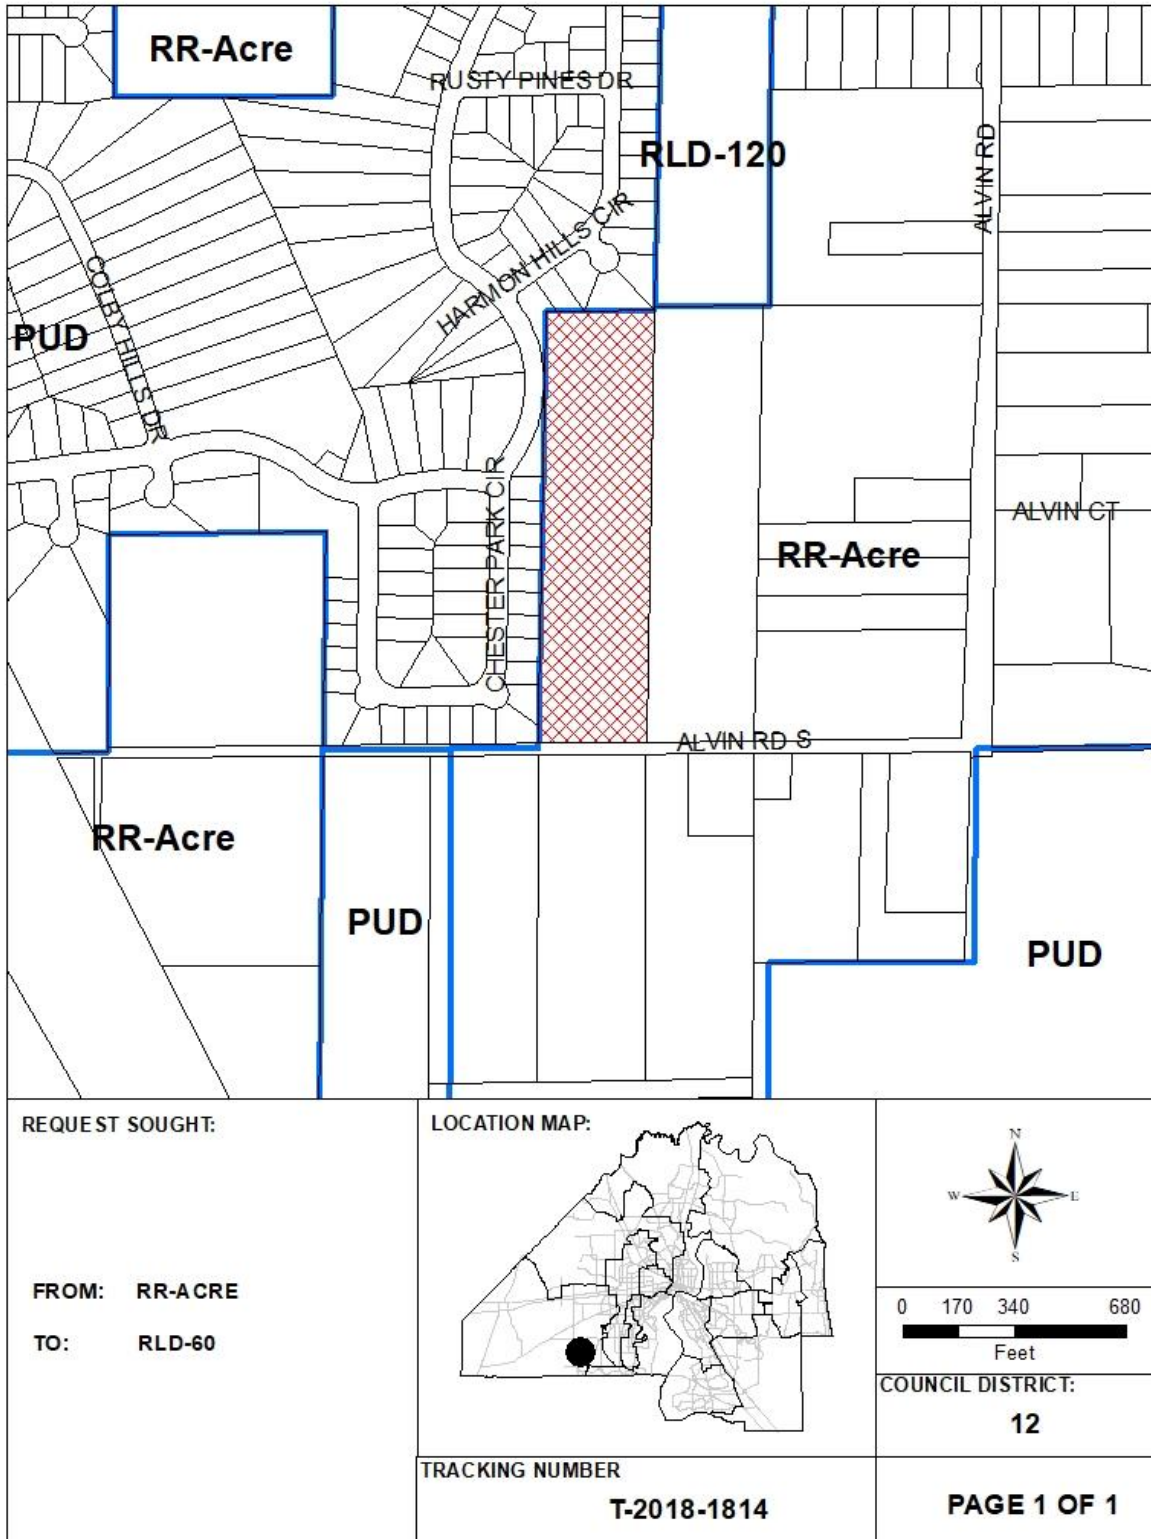 RR-Acre
RUSTY PINES DR
RLD-120
ALVIN RD
HARMON HILLS CIR
COLBY HILLS DR
PUD
CHESTER PARK CIR
ALVIN CT
RR-Acre
ALVIN RD S
RR-Acre
PUD
PUD
REQUEST SOUGHT:
FROM: RR-ACRE
TO: RLD-60
LOCATION MAP:
N
W E
S
0 170 340 680
Feet
COUNCIL DISTRICT:
12
TRACKING NUMBER
T-2018-1814
PAGE 1 OF 1